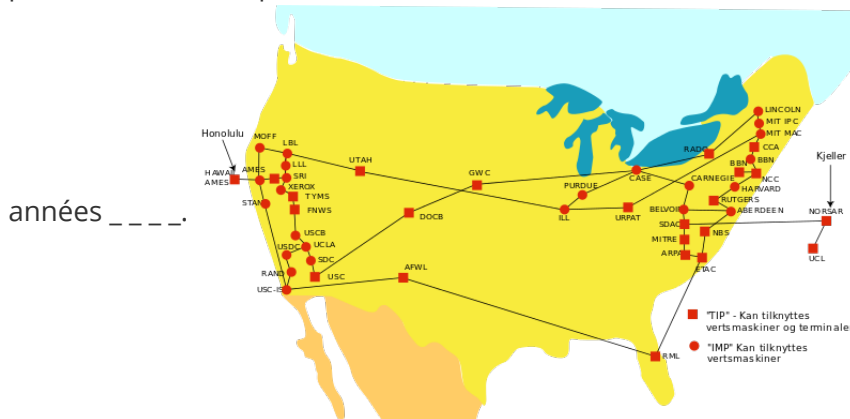 années _ _ _ _.
LINCOLN
MIT IPC
MIT MAC
CCA
BBN
BBN
NCC
HARVARD
RUTGERS
ABERDEEN
RADC
CASE
CARNEGIE
PURDUE
GWC
UTAH
Honolulu
MOFF
LBL
LLL
SRI
XEROX
TYMS
FNWS
HAWAII
AMES
AMES
STAN
DOCB
ILL
URPAT
BELVOIR
SDAC
MITRE
ARPA
NBS
ETAC
Kjeller
NORSAR
UCL
USCB
UCLA
USDC
SDC
RAND
USC
USC-ISI
AFWL
RML
"TIP" - Kan tilknyttes
vertsmaskiner og terminale
"IMP" Kan tilknyttes
vertsmaskiner